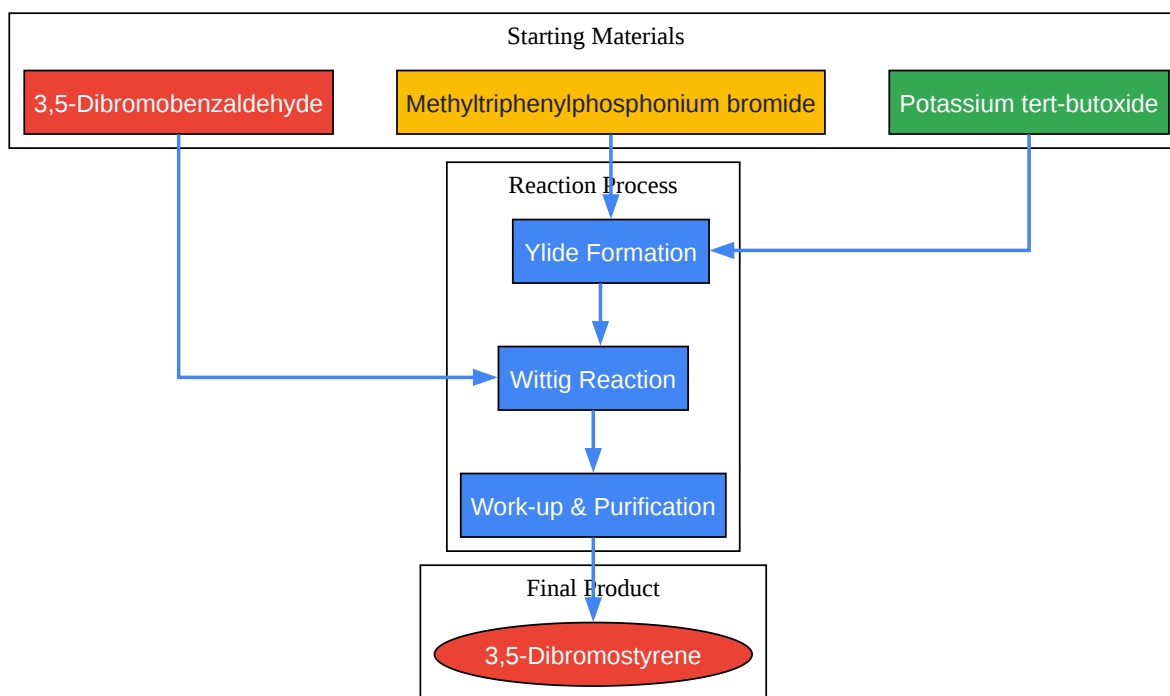 Starting Materials
3,5-Dibromobenzaldehyde
Methyltriphenylphosphonium bromide
Potassium tert-butoxide
Reaction Process
Ylide Formation
Wittig Reaction
Work-up & Purification
Final Product
3,5-Dibromostyrene